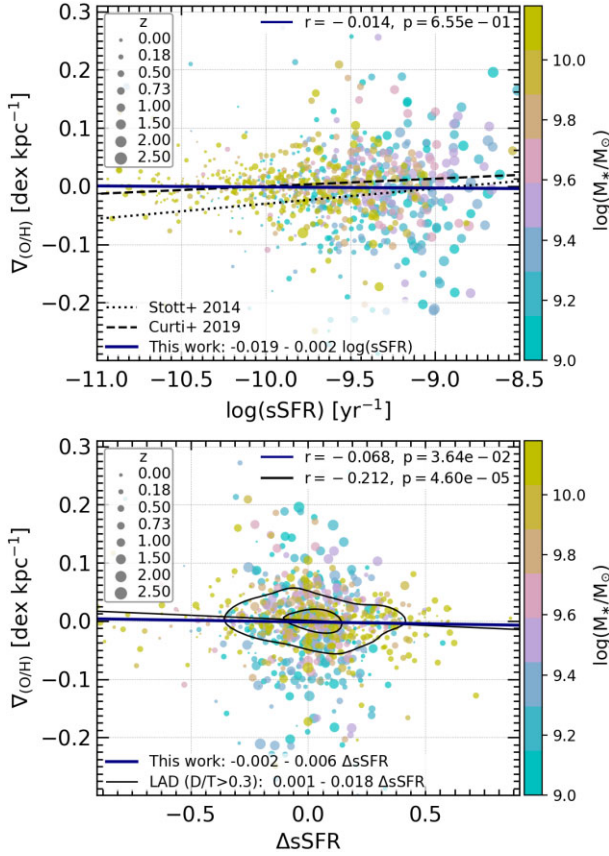 0.3
0.2
0.1
0.0
−0.1
−0.2
∇(O/H) [dex kpc−1]
z
0.00
0.18
0.50
0.73
1.00
1.50
2.00
2.50
r = −0.014, p = 6.55e − 01
Stott+ 2014
Curti+ 2019
This work: -0.019 - 0.002 log(sSFR)
−11.0 −10.5 −10.0 −9.5 −9.0 −8.5
log(sSFR) [yr−1]
10.0
9.8
9.6
9.4
9.2
9.0
log(M*/M⊙)
0.3
0.2
0.1
0.0
−0.1
−0.2
∇(O/H) [dex kpc−1]
z
0.00
0.18
0.50
0.73
1.00
1.50
2.00
2.50
r = −0.068, p = 3.64e − 02
r = −0.212, p = 4.60e − 05
This work: -0.002 - 0.006 ΔsSFR
LAD (D/T>0.3): 0.001 - 0.018 ΔsSFR
−0.5 0.0 0.5
ΔsSFR
10.0
9.8
9.6
9.4
9.2
9.0
log(M*/M⊙)